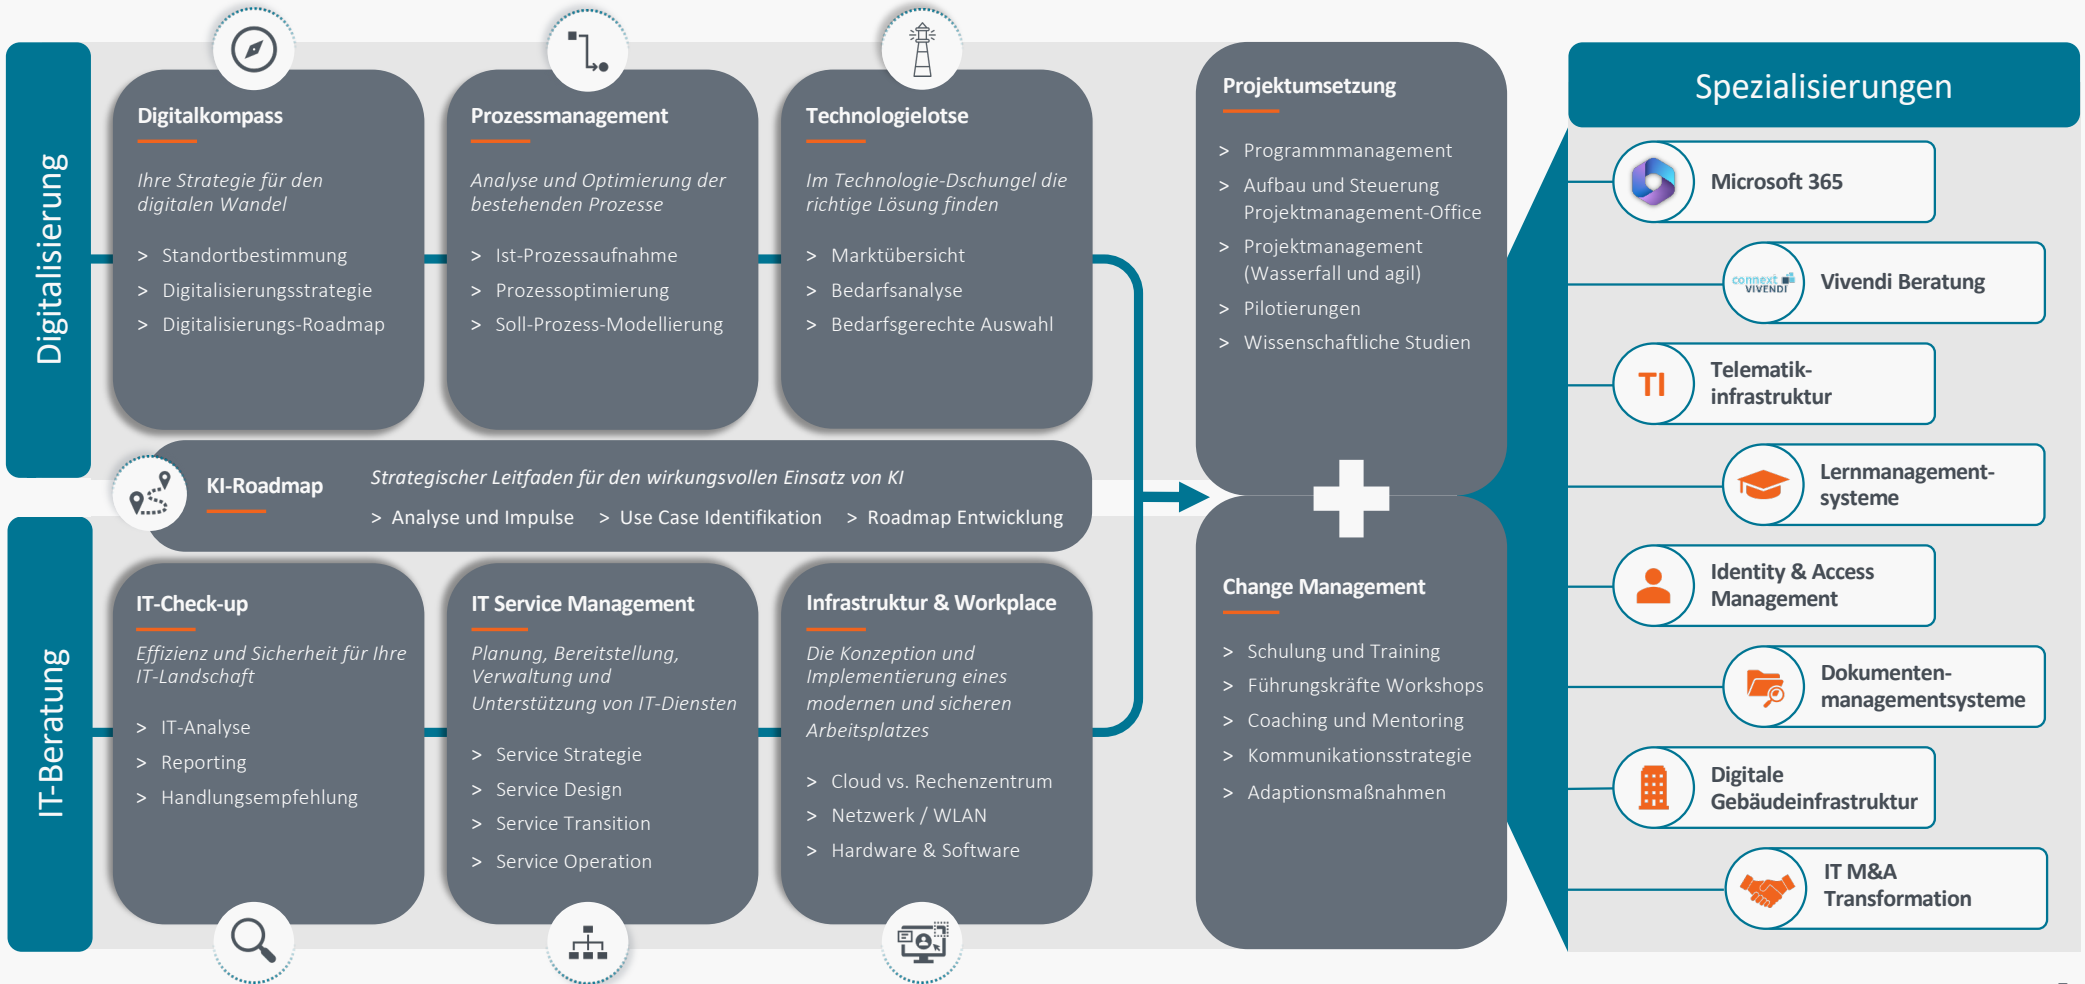 Digitalisierung
Digitalkompass
Ihre Strategie für den
digitalen Wandel
> Standortbestimmung
> Digitalisierungsstrategie
> Digitalisierungs-Roadmap
Prozessmanagement
Analyse und Optimierung der
bestehenden Prozesse
> Ist-Prozessaufnahme
> Prozessoptimierung
> Soll-Prozess-Modellierung
Technologielotse
Im Technologie-Dschungel die
richtige Lösung finden
> Marktübersicht
> Bedarfsanalyse
> Bedarfsgerechte Auswahl
KI-Roadmap
Strategischer Leitfaden für den wirkungsvollen Einsatz von KI
> Analyse und Impulse > Use Case Identifikation > Roadmap Entwicklung
IT-Beratung
IT-Check-up
Effizienz und Sicherheit für Ihre
IT-Landschaft
> IT-Analyse
> Reporting
> Handlungsempfehlung
IT Service Management
Planung, Bereitstellung,
Verwaltung und
Unterstützung von IT-Diensten
> Service Strategie
> Service Design
> Service Transition
> Service Operation
Infrastruktur & Workplace
Die Konzeption und
Implementierung eines
modernen und sicheren
Arbeitsplatzes
> Cloud vs. Rechenzentrum
> Netzwerk / WLAN
> Hardware & Software
Projektumsetzung
> Programmmanagement
> Aufbau und Steuerung
Projektmanagement-Office
> Projektmanagement
(Wasserfall und agil)
> Pilotierungen
> Wissenschaftliche Studien
Change Management
> Schulung und Training
> Führungskräfte Workshops
> Coaching und Mentoring
> Kommunikationsstrategie
> Adaptionsmaßnahmen
Spezialisierungen
Microsoft 365
connext
VIVENDI
Vivendi Beratung
TI
Telematik-
infrastruktur
Lernmanagement-
systeme
Identity & Access
Management
Dokumenten-
managementsysteme
Digitale
Gebäudeinfrastruktur
IT M&A
Transformation